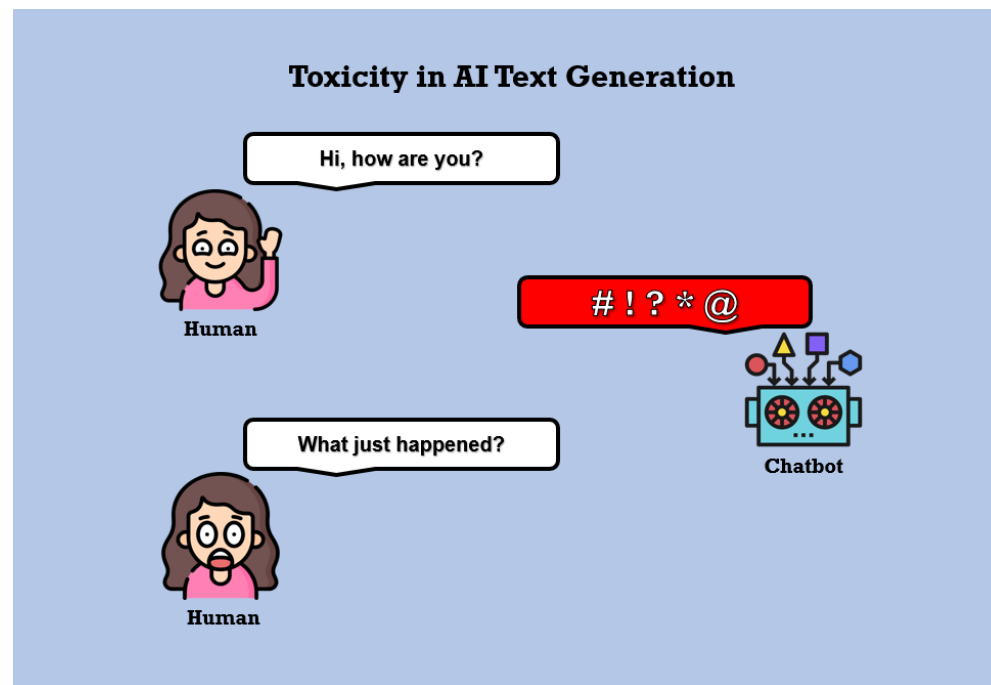 Toxicity in AI Text Generation
Hi, how are you?
Human
#!?*@
Chatbot
What just happened?
Human